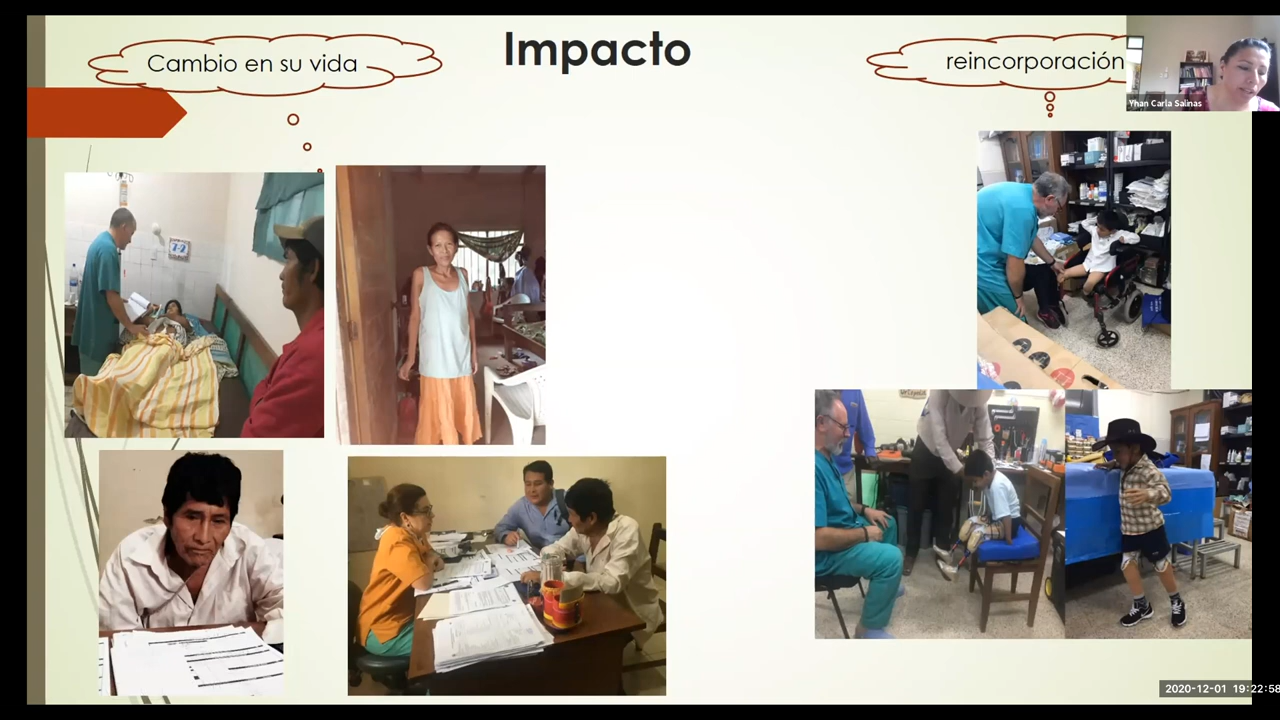 Impacto
Cambio en su vida
reincorporación
Yhan Carla Salinas
2020-12-01 19:22:58